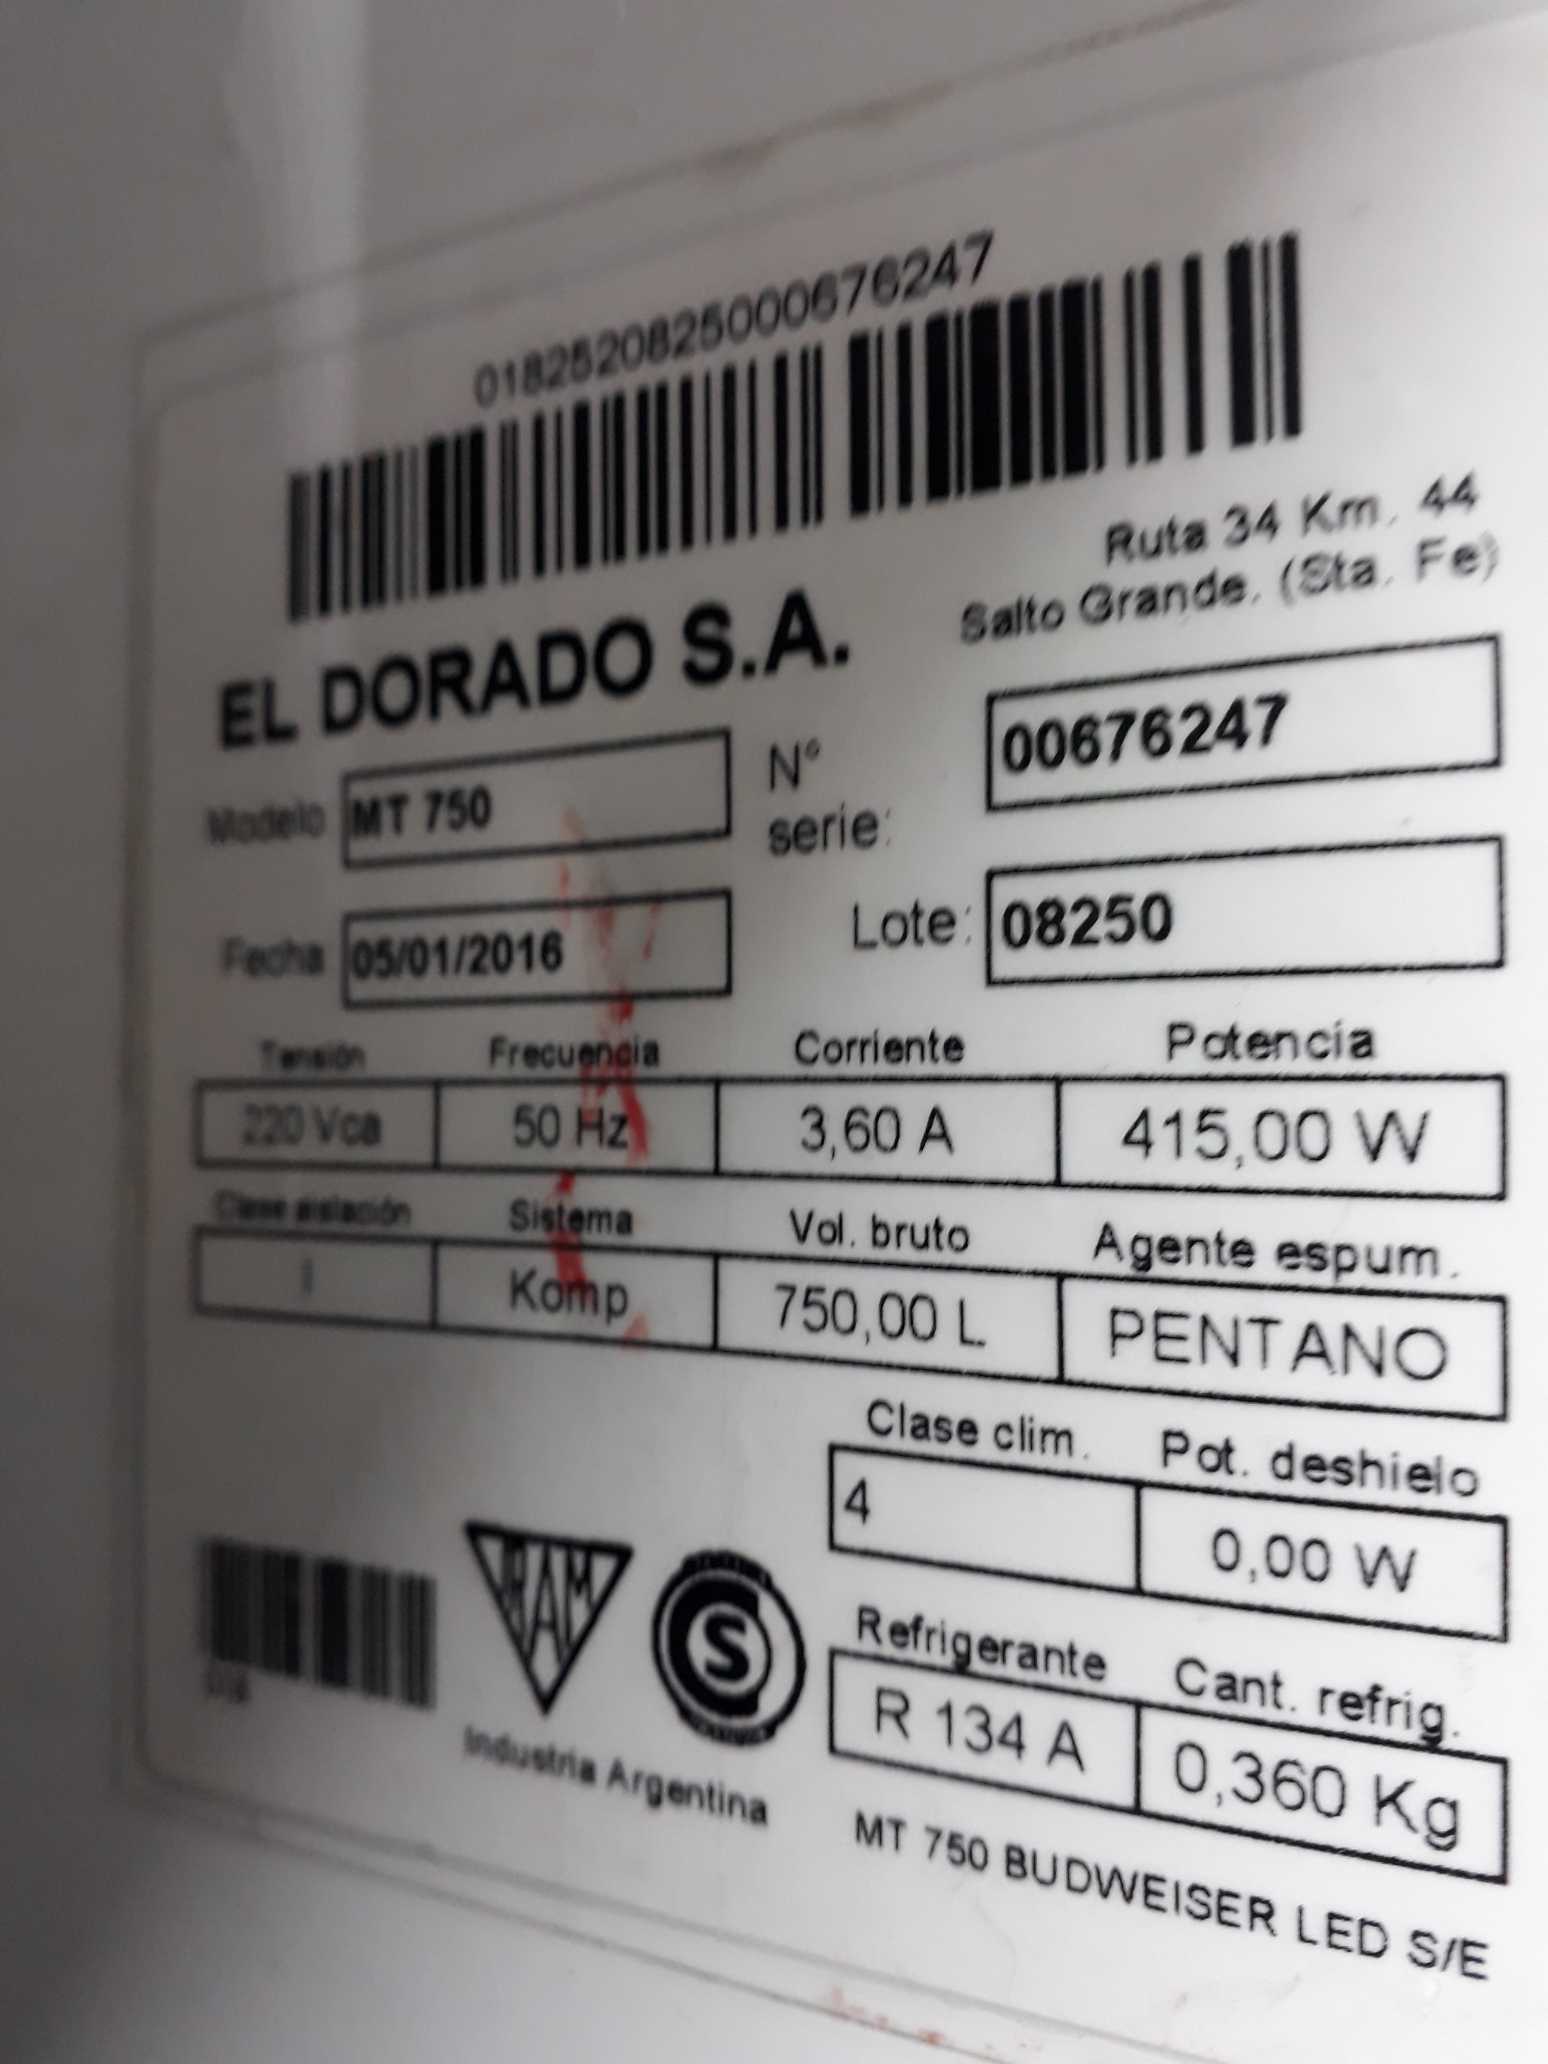 018252082500067​6247
EL DORADO S.A.
Ruta 34 Km. 44
Salto Grande. (Sta. Fe)
Modelo MT 750
N° serie: 00676247
Fecha 05/01/2016
Lote: 08250
Tensión Frecuencia Corriente Potencia
220 Vca 50 Hz 3,60 A 415,00 W
Clase aislación Sistema Vol. bruto Agente espum.
I Komp 750,00 L PENTANO
Clase clim. Pot. deshielo
4 0,00 W
Refrigerante Cant. refrig.
R 134 A 0,360 Kg
IRAM
S
Industria Argentina
MT 750 BUDWEISER LED S/E